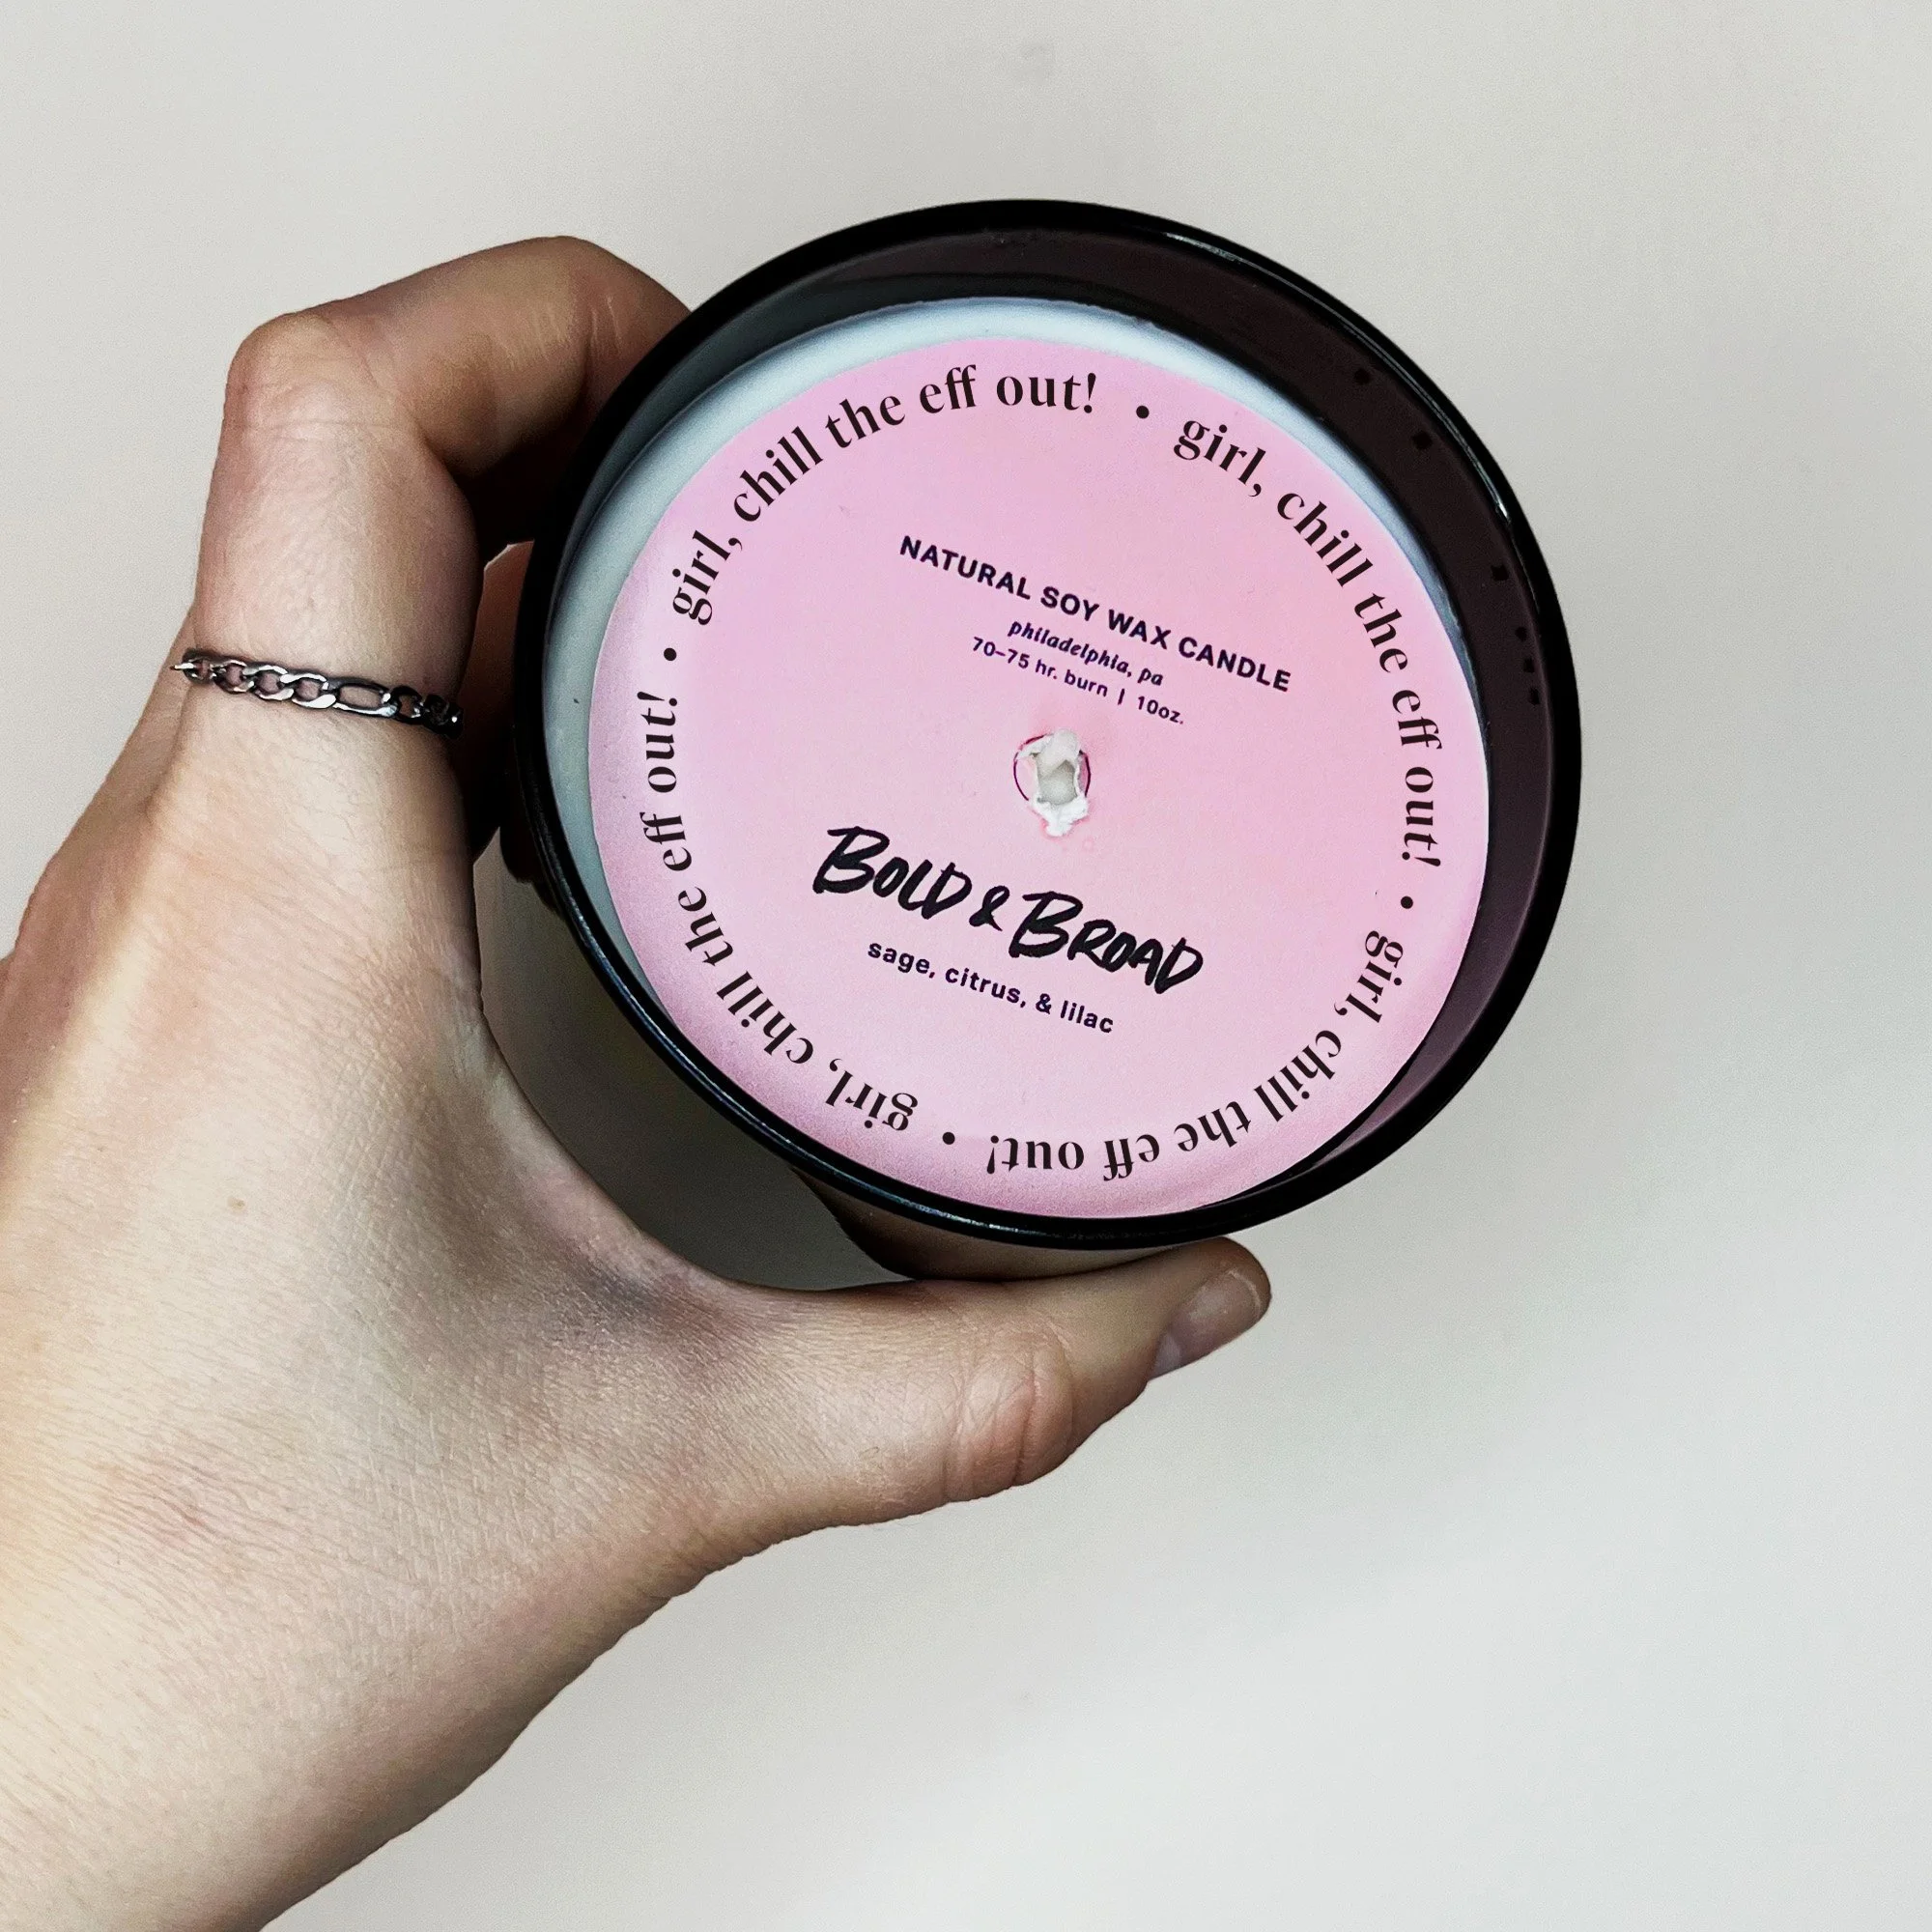 girl, chill the eff out! • girl, chill the eff out! • girl, chill the eff out! • girl, chill the eff out! •
NATURAL SOY WAX CANDLE
philadelphia, pa
70–75 hr. burn | 10oz.
BOLD & BROAD
sage, citrus, & lilac